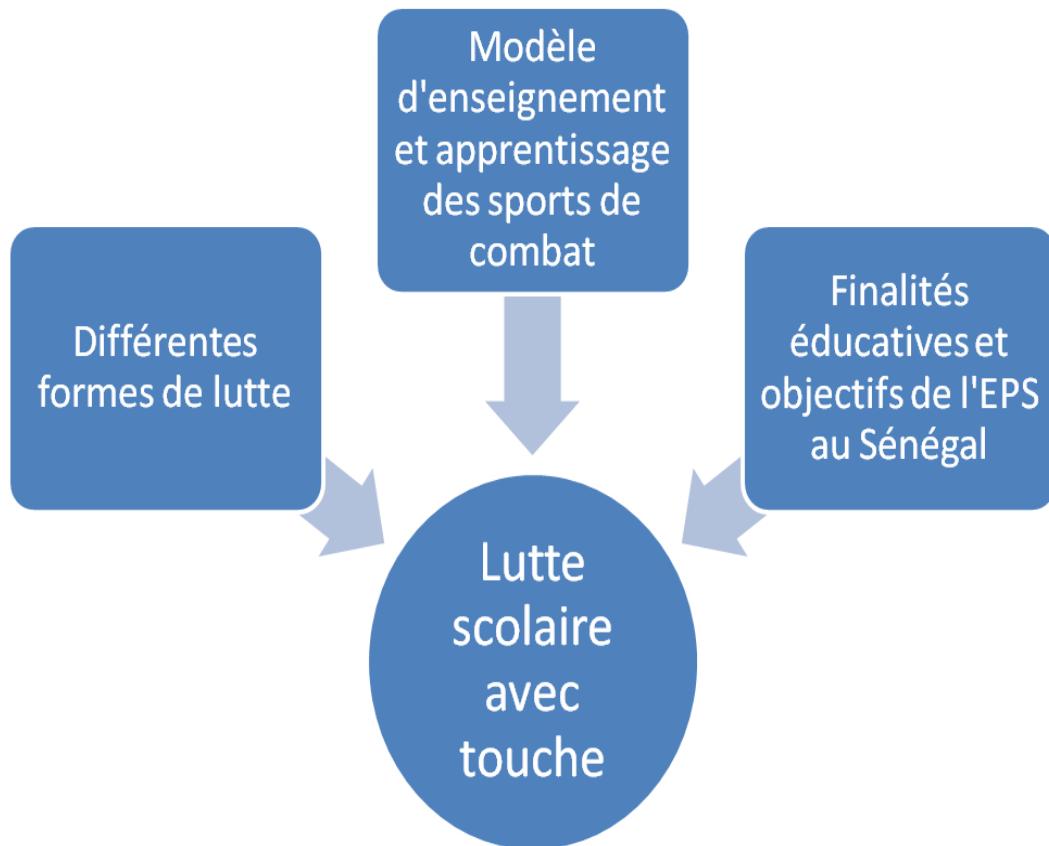 Modèle
d'enseignement
et apprentissage
des sports de
combat
Différentes
formes de lutte
Finalités
éducatives et
objectifs de l'EPS
au Sénégal
Lutte
scolaire
avec
touche